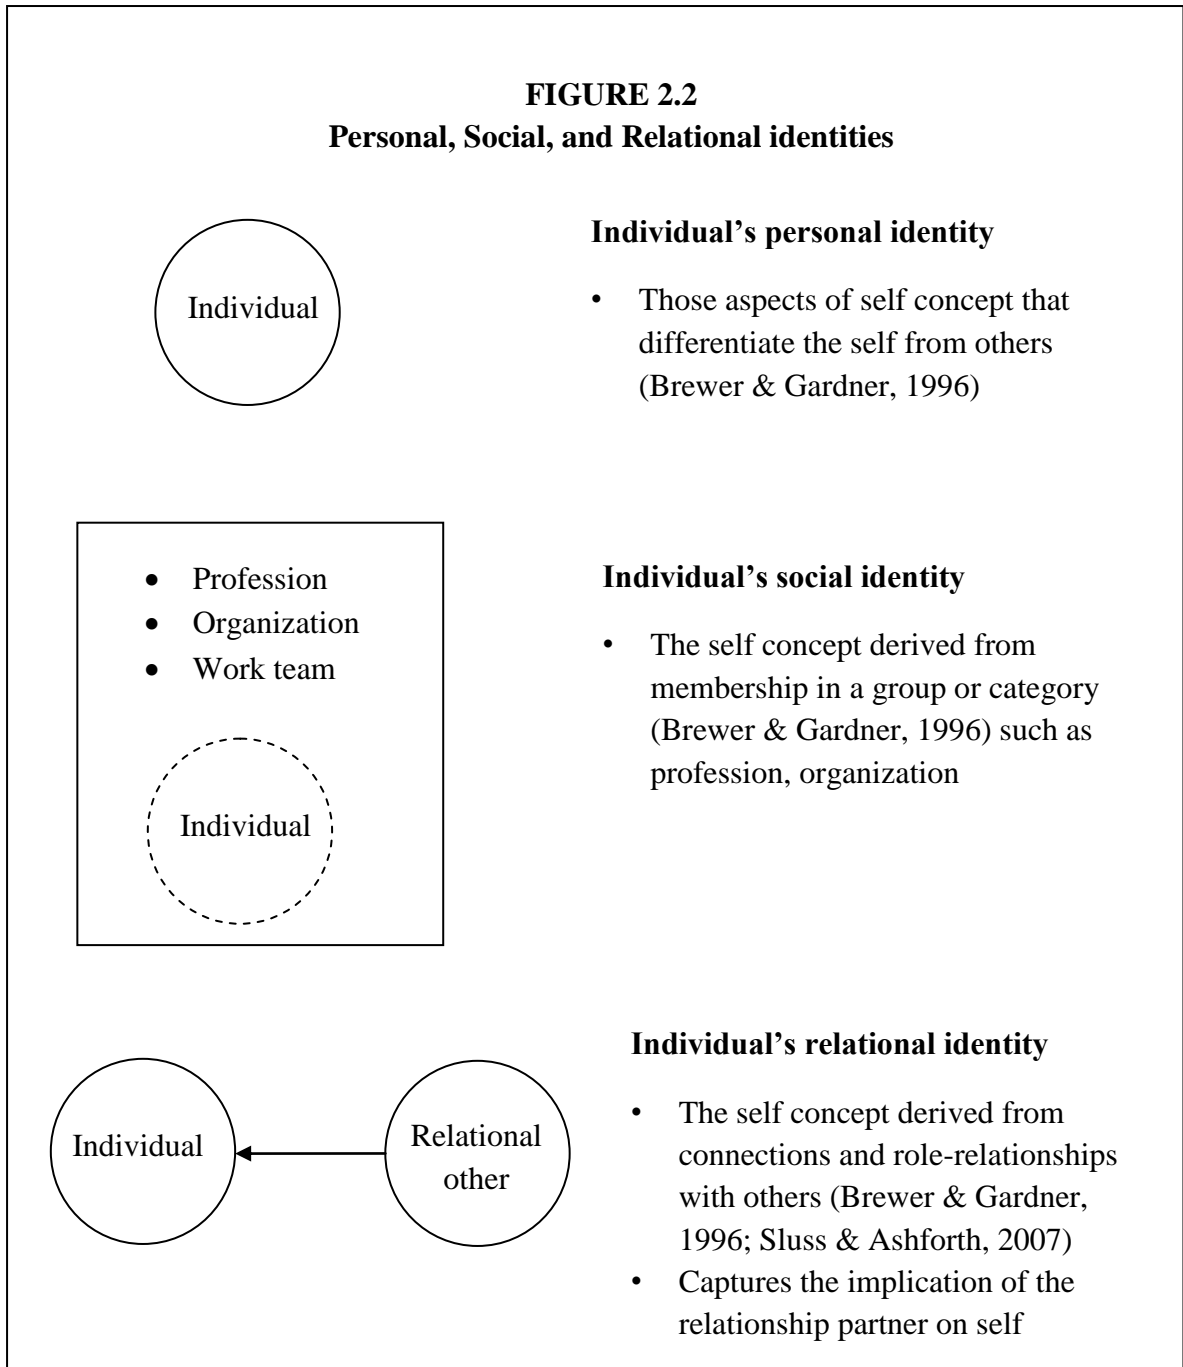 FIGURE 2.2
Personal, Social, and Relational identities
Individual
Individual’s personal identity
• Those aspects of self concept that
differentiate the self from others
(Brewer & Gardner, 1996)
• Profession
• Organization
• Work team
Individual
Individual’s social identity
• The self concept derived from
membership in a group or category
(Brewer & Gardner, 1996) such as
profession, organization
Individual
Relational
other
Individual’s relational identity
• The self concept derived from
connections and role-relationships
with others (Brewer & Gardner,
1996; Sluss & Ashforth, 2007)
• Captures the implication of the
relationship partner on self